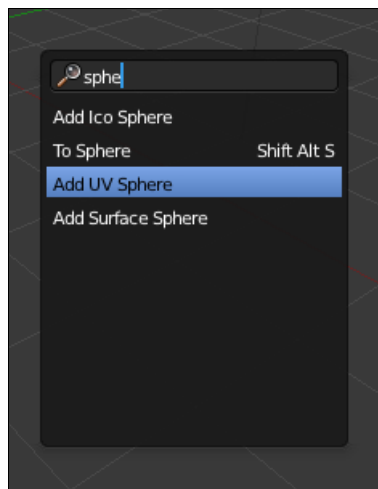 sphe
Add Ico Sphere
To Sphere Shift Alt S
Add UV Sphere
Add Surface Sphere